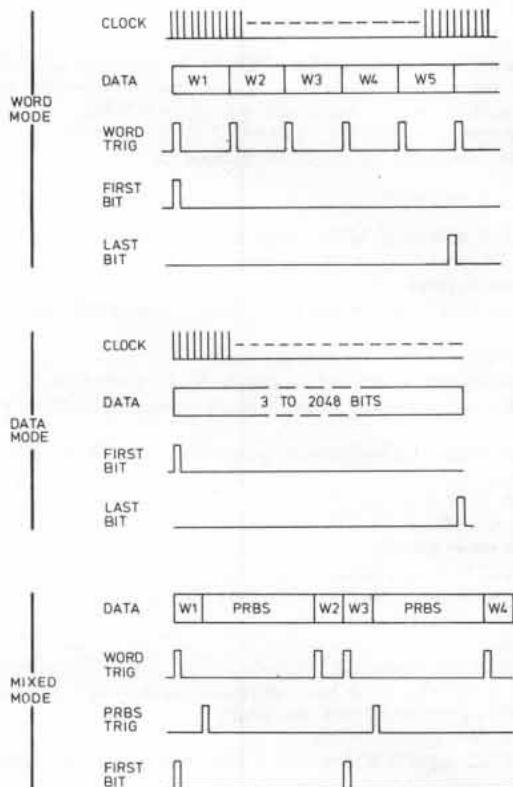 CLOCK
DATA W1 W2 W3 W4 W5
WORD
MODE
WORD
TRIG
FIRST
BIT
LAST
BIT
CLOCK
DATA 3 TO 2048 BITS
DATA
MODE
FIRST
BIT
LAST
BIT
DATA W1 PRBS W2 W3 PRBS W4
WORD
TRIG
MIXED
MODE
PRBS
TRIG
FIRST
BIT